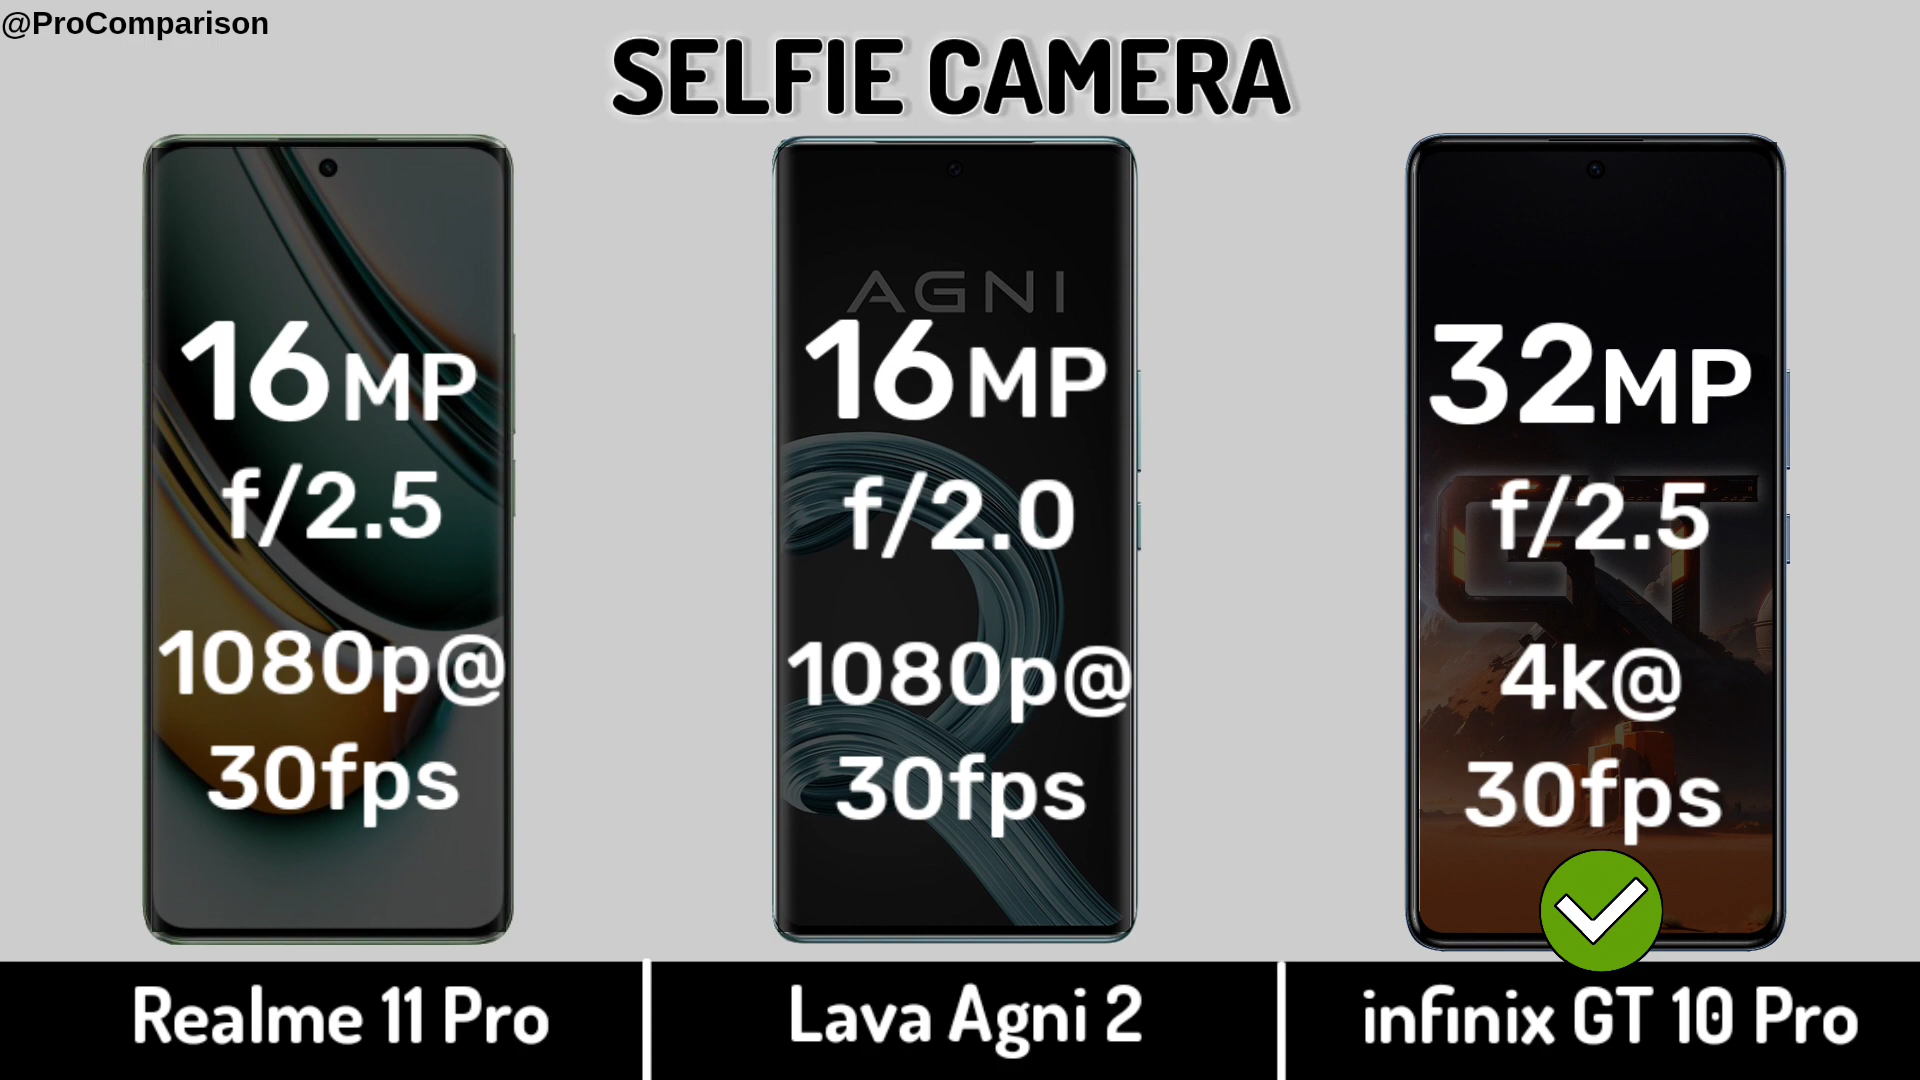 @ProComparison
SELFIE CAMERA
16MP
f/2.5
1080p@
30fps
AGNI
16MP
f/2.0
1080p@
30fps
GT
32MP
f/2.5
4k@
30fps
Realme 11 Pro
Lava Agni 2
infinix GT 10 Pro